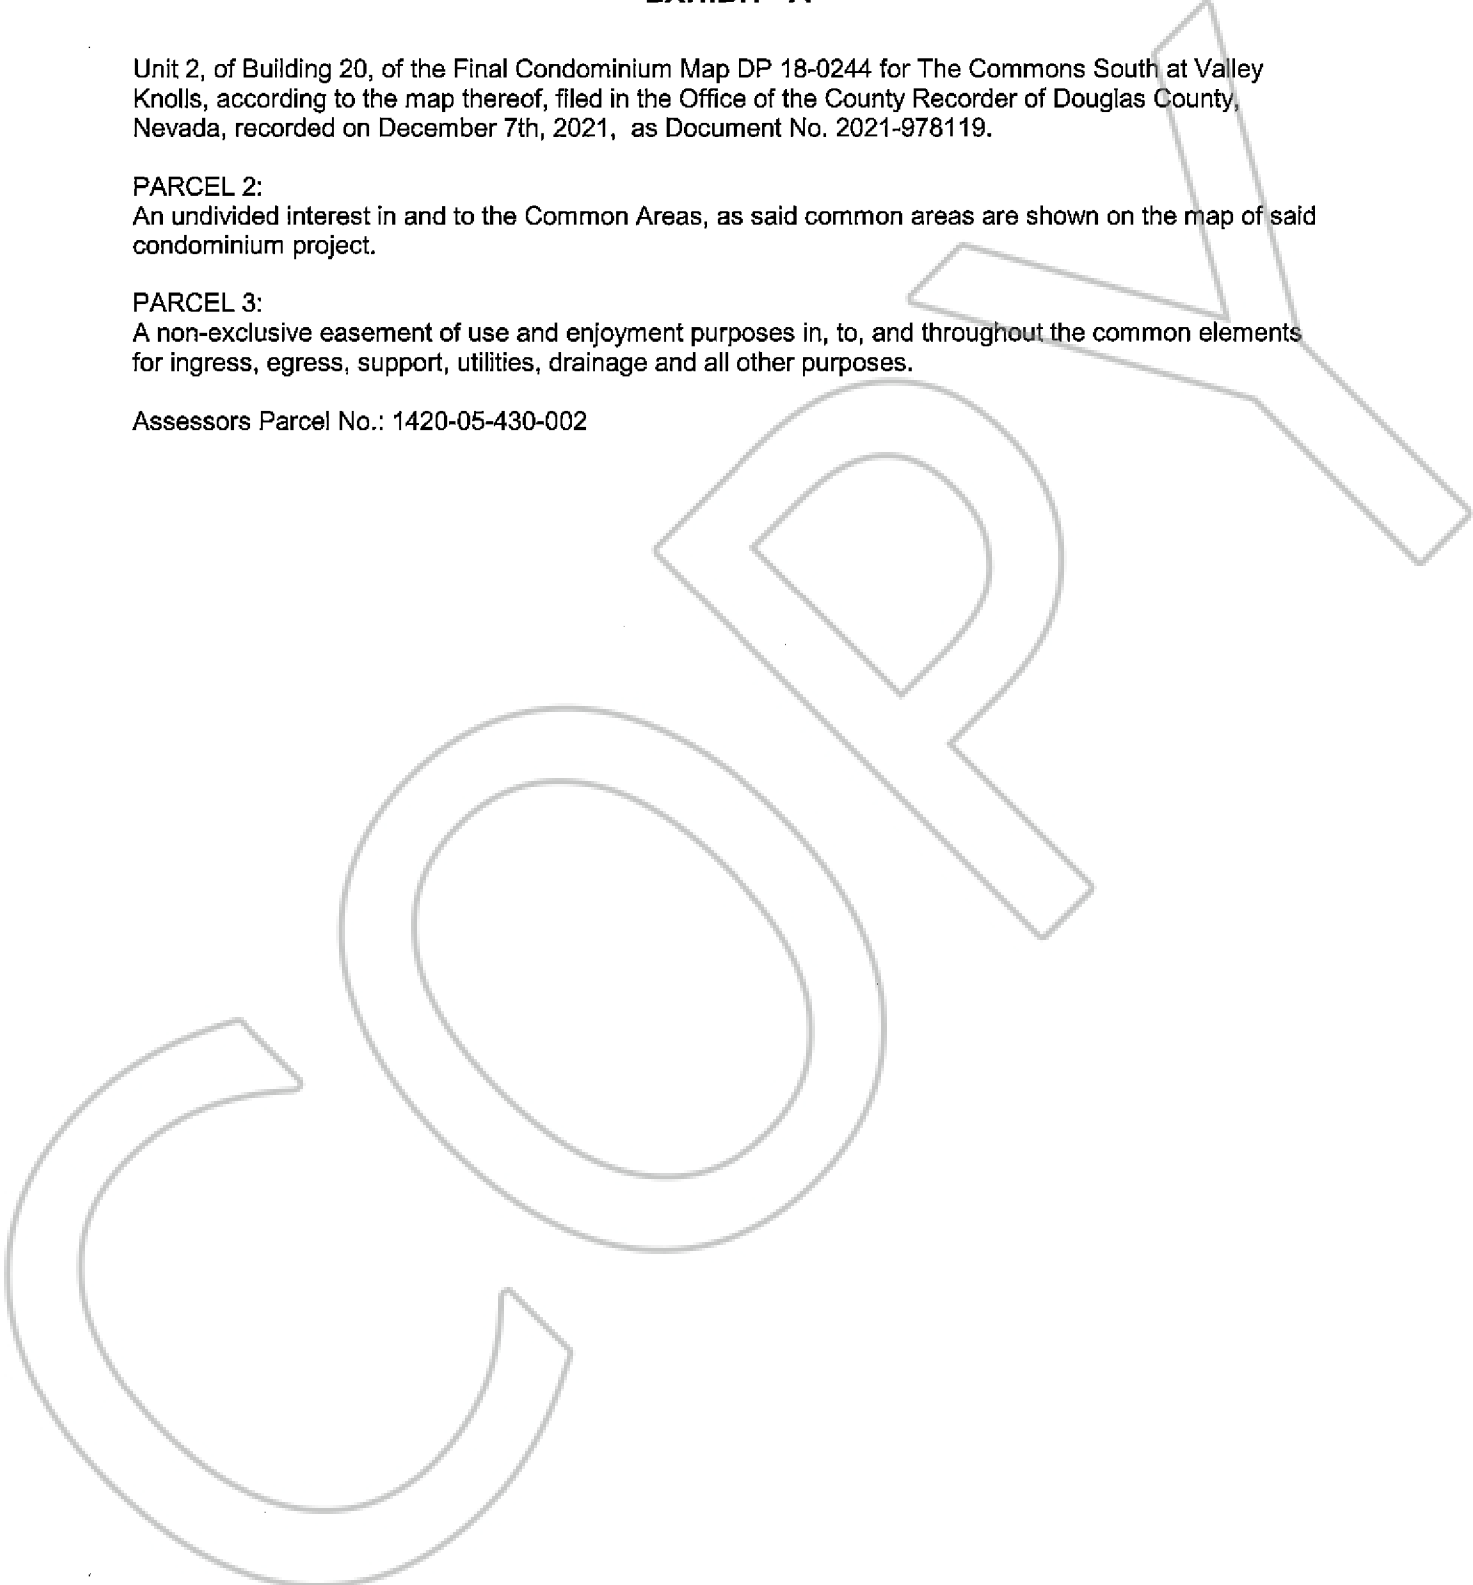 Unit 2, of Building 20, of the Final Condominium Map DP 18-0244 for The Commons South at Valley
Knolls, according to the map thereof, filed in the Office of the County Recorder of Douglas County,
Nevada, recorded on December 7th, 2021, as Document No. 2021-978119.
PARCEL 2:
An undivided interest in and to the Common Areas, as said common areas are shown on the map of said
condominium project.
PARCEL 3:
A non-exclusive easement of use and enjoyment purposes in, to, and throughout the common elements
for ingress, egress, support, utilities, drainage and all other purposes.
Assessors Parcel No.: 1420-05-430-002
COPY